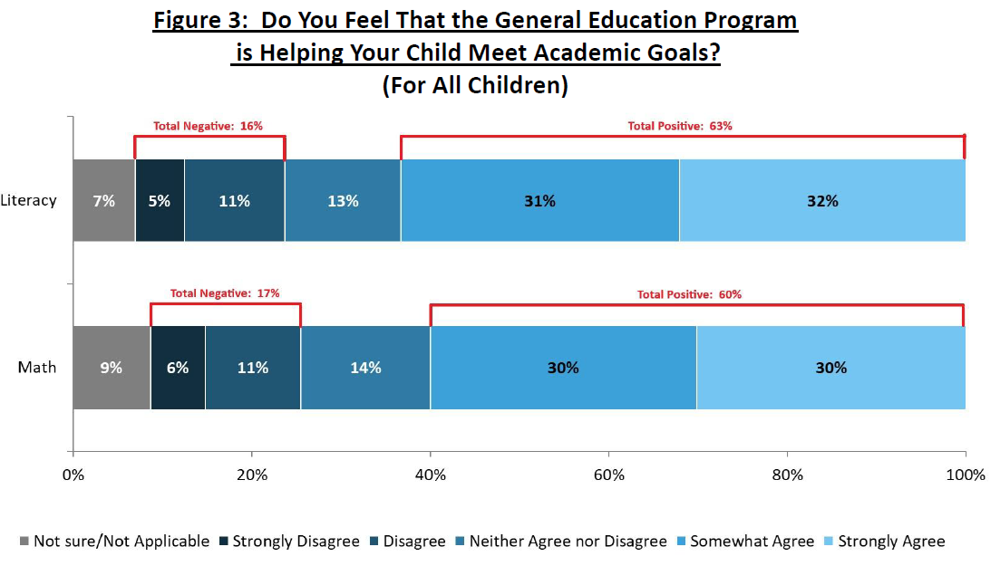 Figure 3:  Do You Feel That the General Education Program
is Helping Your Child Meet Academic Goals?
(For All Children)
Total Negative:  16%
Total Positive:  63%
Literacy
7%
5%
11%
13%
31%
32%
Total Negative:  17%
Total Positive:  60%
Math
9%
6%
11%
14%
30%
30%
0%
20%
40%
60%
80%
100%
Not sure/Not Applicable
Strongly Disagree
Disagree
Neither Agree nor Disagree
Somewhat Agree
Strongly Agree